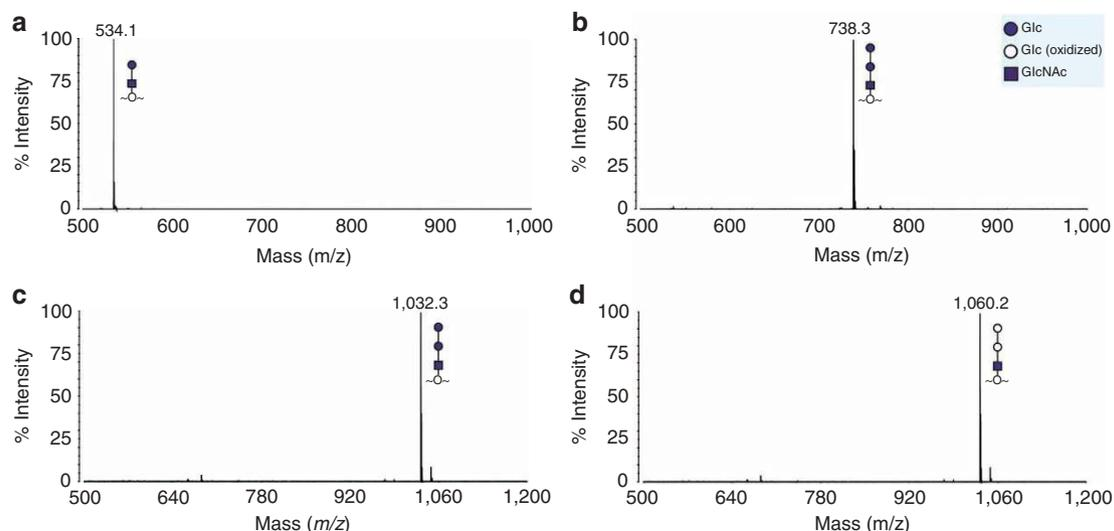 a
534.1
100
75
50
25
0
% Intensity
500 600 700 800 900 1,000
Mass (m/z)
b
738.3
100
75
50
25
0
% Intensity
500 600 700 800 900 1,000
Mass (m/z)
Glc
Glc (oxidized)
GlcNAc
c
1,032.3
100
75
50
25
0
% Intensity
500 640 780 920 1,060 1,200
Mass (m/z)
d
1,060.2
100
75
50
25
0
% Intensity
500 640 780 920 1,060 1,200
Mass (m/z)